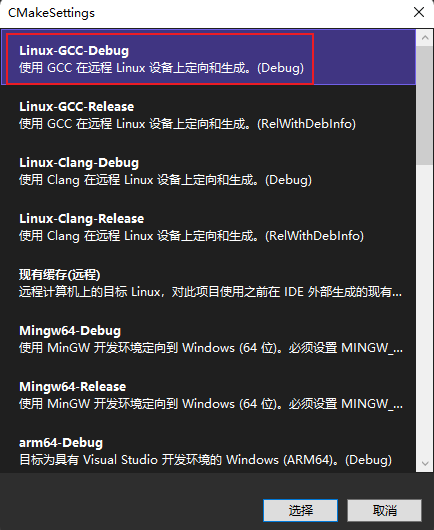 CMakeSettings
Linux-GCC-Debug
使用 GCC 在远程 Linux 设备上定向和生成。(Debug)
Linux-GCC-Release
使用 GCC 在远程 Linux 设备上定向和生成。(RelWithDebInfo)
Linux-Clang-Debug
使用 Clang 在远程 Linux 设备上定向和生成。(Debug)
Linux-Clang-Release
使用 Clang 在远程 Linux 设备上定向和生成。(RelWithDebInfo)
现有缓存(远程)
远程计算机上的目标 Linux，对此项目使用之前在 IDE 外部生成的现有...
Mingw64-Debug
使用 MinGW 开发环境定向到 Windows (64 位)。必须设置 MINGW_...
Mingw64-Release
使用 MinGW 开发环境定向到 Windows (64 位)。必须设置 MINGW_...
arm64-Debug
目标为具有 Visual Studio 开发环境的 Windows (ARM64)。(Debug)
选择 取消